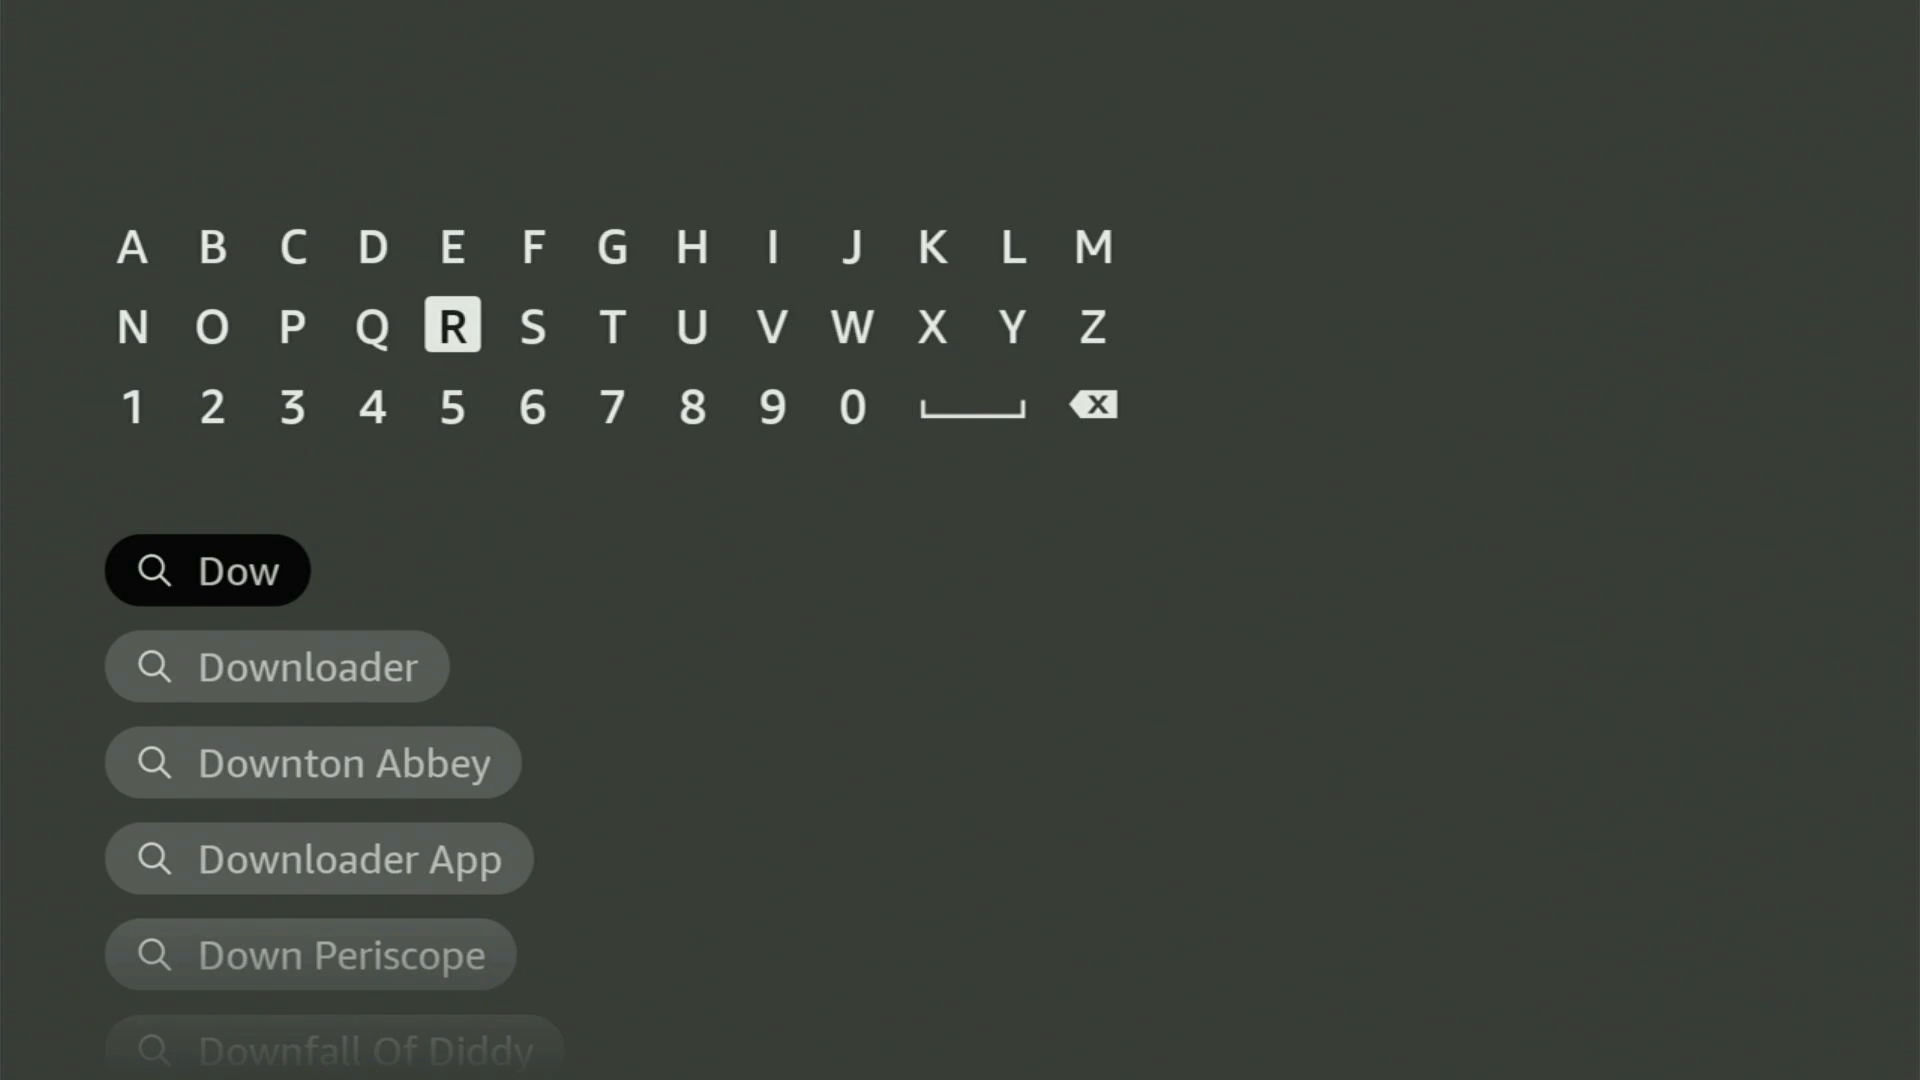 A B C D E F G H I J K L M
N O P Q R S T U V W X Y Z
1 2 3 4 5 6 7 8 9 0
Dow
Downloader
Downton Abbey
Downloader App
Down Periscope
Downfall Of Diddy